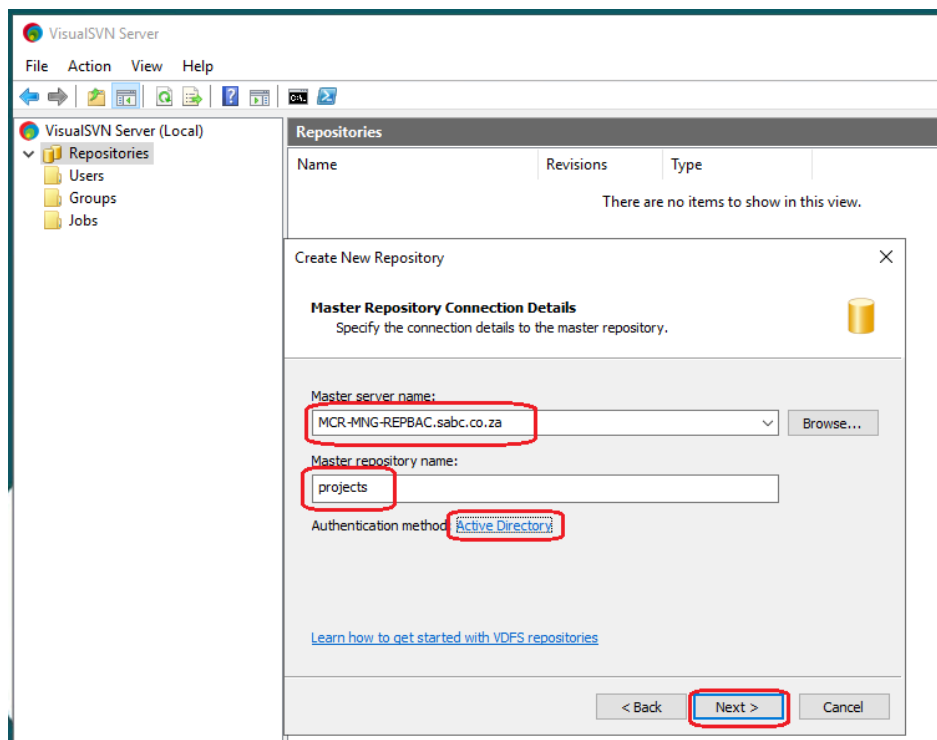 VisualSVN Server
File Action View Help
VisualSVN Server (Local)
Repositories
Users
Groups
Jobs
Repositories
Name Revisions Type
There are no items to show in this view.
Create New Repository
Master Repository Connection Details
Specify the connection details to the master repository.
Master server name:
MCR-MNG-REPBAC.sabc.co.za
Browse...
Master repository name:
projects
Authentication method: Active Directory
Learn how to get started with VDFS repositories
< Back Next > Cancel